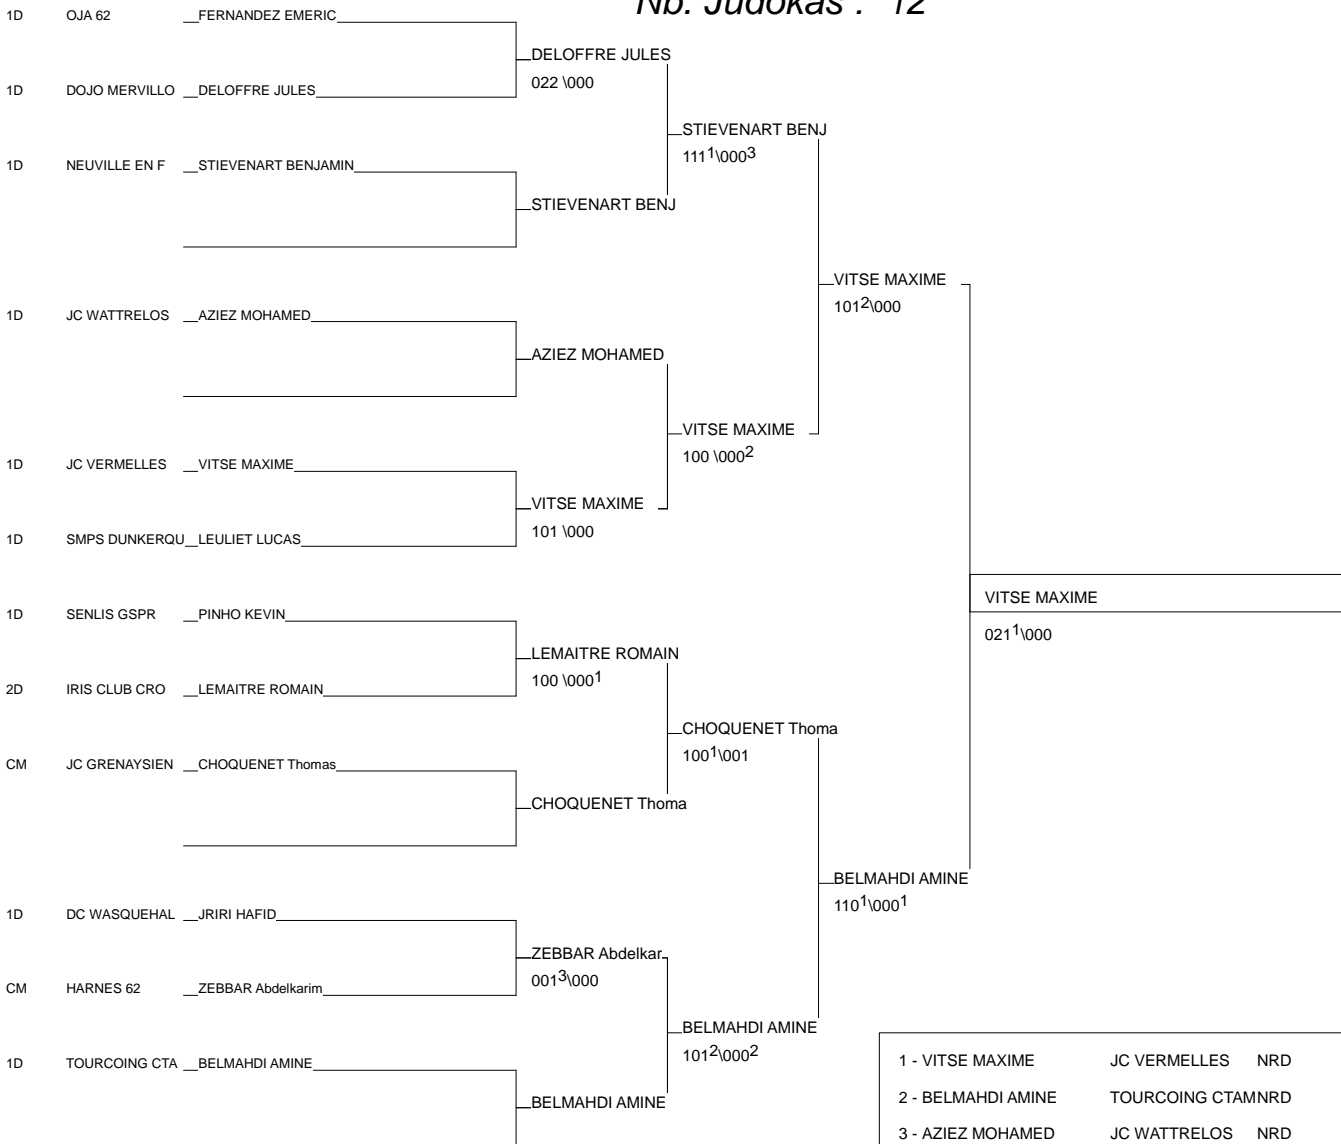 Nb. Judokas : 12
1D OJA 62 FERNANDEZ EMERIC
DELOFFRE JULES
022 \000
1D DOJO MERVILLO DELOFFRE JULES
STIEVENART BENJ
1111\0003
1D NEUVILLE EN F STIEVENART BENJAMIN
STIEVENART BENJ
VITSE MAXIME
1012\000
1D JC WATTRELOS AZIEZ MOHAMED
AZIEZ MOHAMED
VITSE MAXIME
100 \0002
1D JC VERMELLES VITSE MAXIME
VITSE MAXIME
101 \000
1D SMPS DUNKERQU LEULIET LUCAS
VITSE MAXIME
0211\000
1D SENLIS GSPR PINHO KEVIN
LEMAITRE ROMAIN
100 \0001
2D IRIS CLUB CRO LEMAITRE ROMAIN
CHOQUENET Thoma
1001\001
CM JC GRENAYSIEN CHOQUENET Thomas
CHOQUENET Thoma
BELMAHDI AMINE
1101\0001
1D DC WASQUEHAL JRIRI HAFID
ZEBBAR Abdelkar
0013\000
CM HARNES 62 ZEBBAR Abdelkarim
BELMAHDI AMINE
1012\0002
1D TOURCOING CTA BELMAHDI AMINE
BELMAHDI AMINE
1 - VITSE MAXIME JC VERMELLES NRD
2 - BELMAHDI AMINE TOURCOING CTAMNRD
3 - AZIEZ MOHAMED JC WATTRELOS NRD